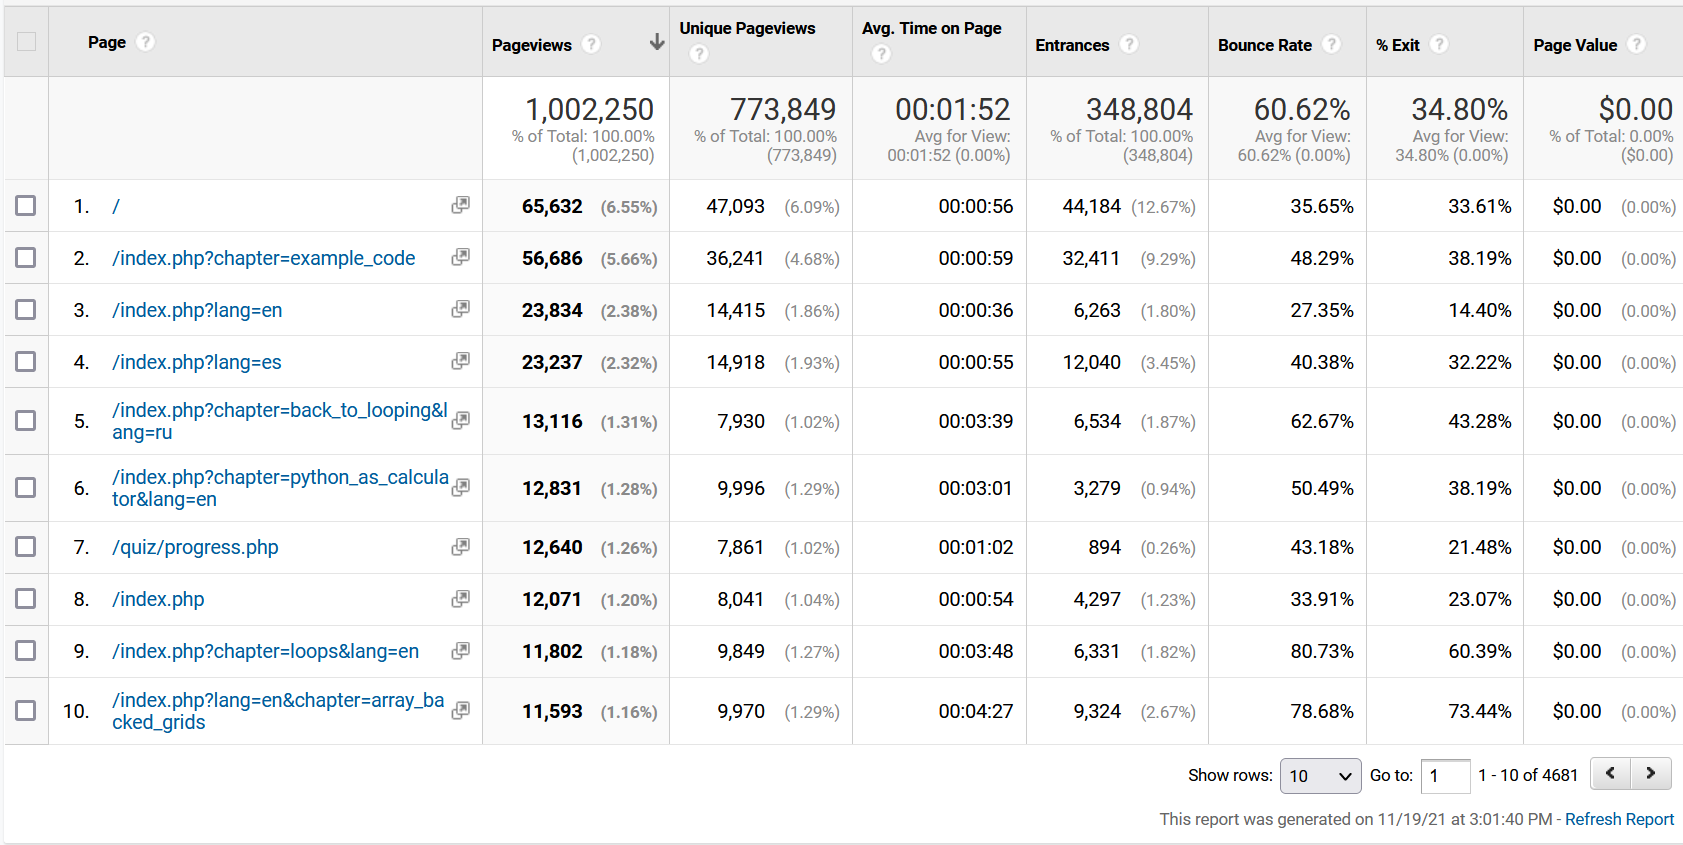 Page ? Pageviews ? Unique Pageviews ? Avg. Time on Page ? Entrances ? Bounce Rate ? % Exit ? Page Value ?
1,002,250 773,849 00:01:52 348,804 60.62% 34.80% $0.00
% of Total: 100.00% % of Total: 100.00% Avg for View: % of Total: 100.00% Avg for View: Avg for View: % of Total: 0.00%
(1,002,250) (773,849) 00:01:52 (0.00%) (348,804) 60.62% (0.00%) 34.80% (0.00%) ($0.00)
1. / 65,632 (6.55%) 47,093 (6.09%) 00:00:56 44,184 (12.67%) 35.65% 33.61% $0.00 (0.00%)
2. /index.php?chapter=example_code 56,686 (5.66%) 36,241 (4.68%) 00:00:59 32,411 (9.29%) 48.29% 38.19% $0.00 (0.00%)
3. /index.php?lang=en 23,834 (2.38%) 14,415 (1.86%) 00:00:36 6,263 (1.80%) 27.35% 14.40% $0.00 (0.00%)
4. /index.php?lang=es 23,237 (2.32%) 14,918 (1.93%) 00:00:55 12,040 (3.45%) 40.38% 32.22% $0.00 (0.00%)
5. /index.php?chapter=back_to_looping&l
ang=ru 13,116 (1.31%) 7,930 (1.02%) 00:03:39 6,534 (1.87%) 62.67% 43.28% $0.00 (0.00%)
6. /index.php?chapter=python_as_calcula
tor&lang=en 12,831 (1.28%) 9,996 (1.29%) 00:03:01 3,279 (0.94%) 50.49% 38.19% $0.00 (0.00%)
7. /quiz/progress.php 12,640 (1.26%) 7,861 (1.02%) 00:01:02 894 (0.26%) 43.18% 21.48% $0.00 (0.00%)
8. /index.php 12,071 (1.20%) 8,041 (1.04%) 00:00:54 4,297 (1.23%) 33.91% 23.07% $0.00 (0.00%)
9. /index.php?chapter=loops&lang=en 11,802 (1.18%) 9,849 (1.27%) 00:03:48 6,331 (1.82%) 80.73% 60.39% $0.00 (0.00%)
10. /index.php?lang=en&chapter=array_ba
cked_grids 11,593 (1.16%) 9,970 (1.29%) 00:04:27 9,324 (2.67%) 78.68% 73.44% $0.00 (0.00%)
Show rows: 10 Go to: 1 1 - 10 of 4681
This report was generated on 11/19/21 at 3:01:40 PM - Refresh Report